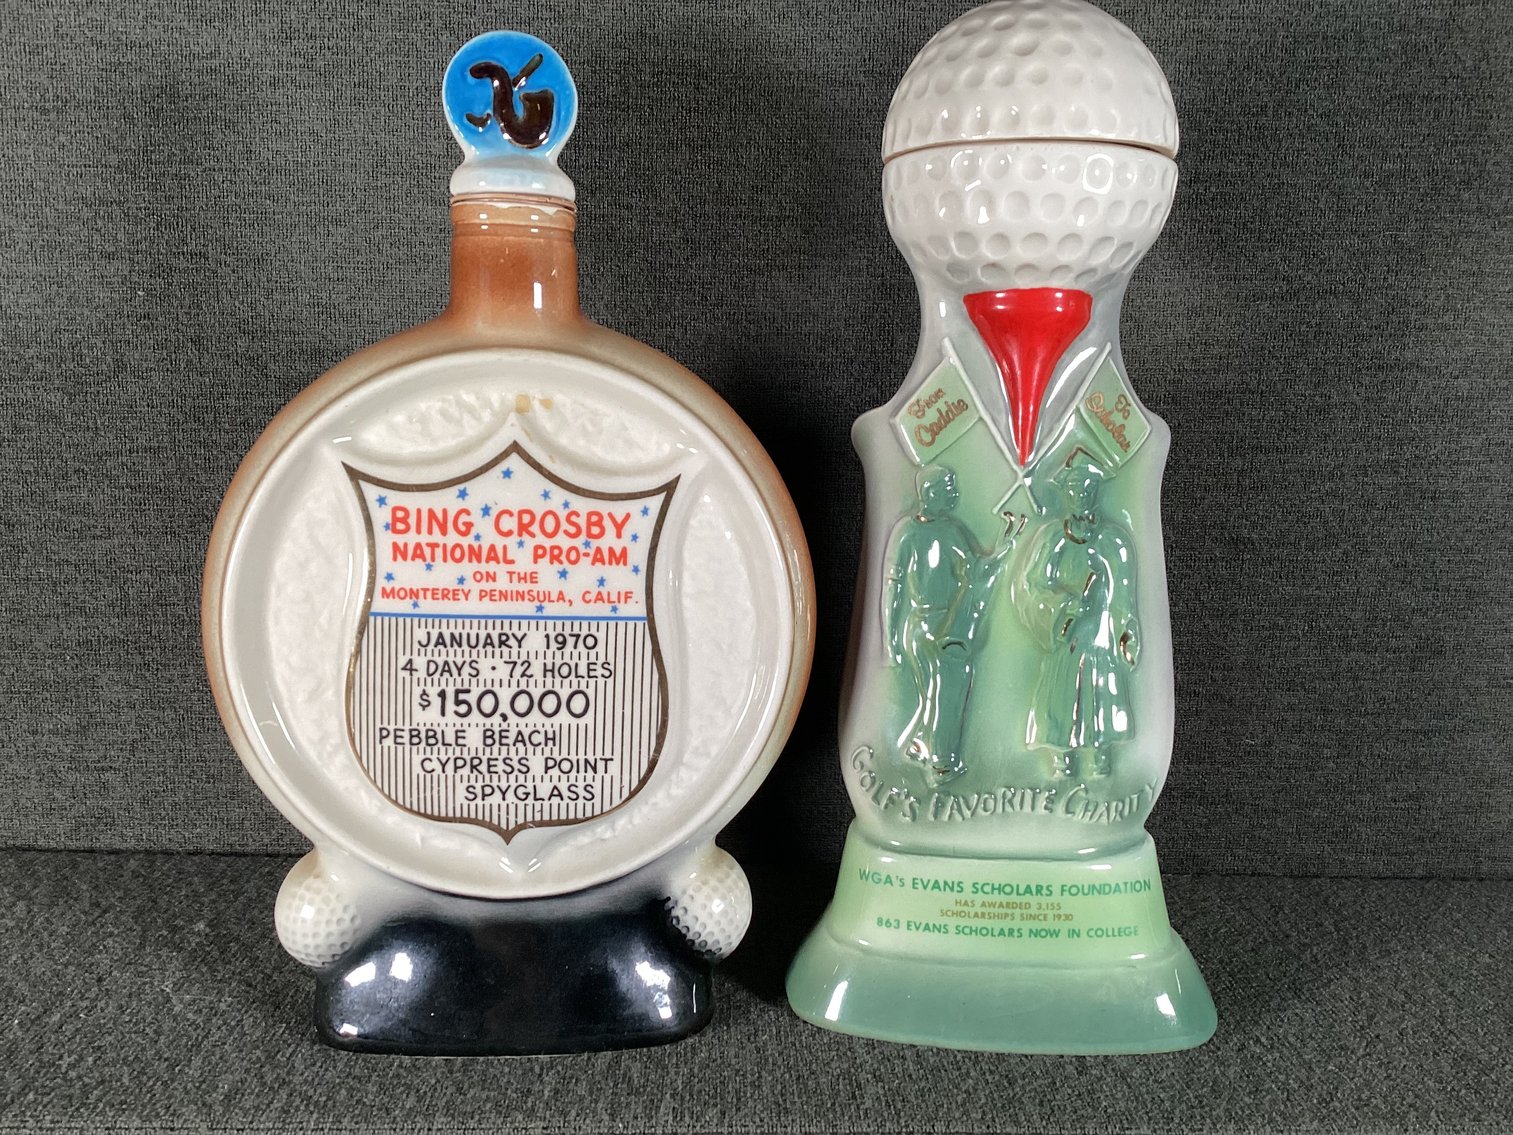 BING CROSBY
NATIONAL PRO-AM
ON THE
MONTEREY PENINSULA, CALIF.
JANUARY 1970
4 DAYS · 72 HOLES
$150,000
PEBBLE BEACH
CYPRESS POINT
SPYGLASS
From
Caddie
To
Scholar
GOLF'S FAVORITE CHARITY
WGA's EVANS SCHOLARS FOUNDATION
HAS AWARDED 3,155
SCHOLARSHIPS SINCE 1930
863 EVANS SCHOLARS NOW IN COLLEGE